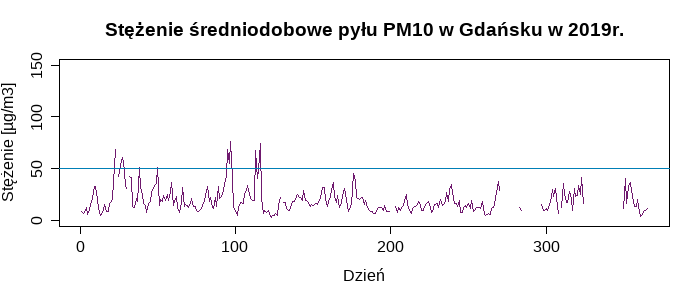 Stężenie średniodobowe pyłu PM10 w Gdańsku w 2019r.
150
100
50
0
Stężenie [µg/m3]
0 100 200 300
Dzień